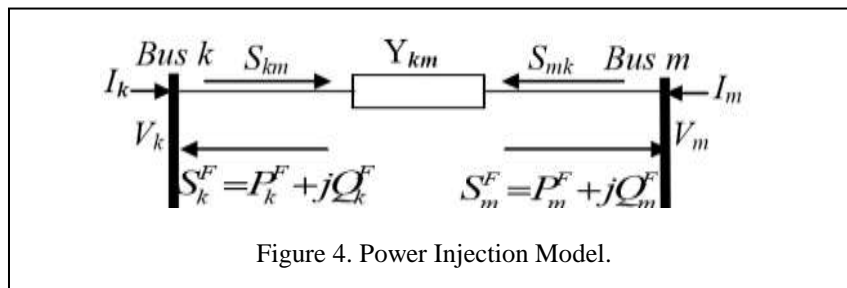 Bus k S_km Y_km S_mk Bus m
I_k I_m
V_k V_m
S_k^F = P_k^F + jQ_k^F S_m^F = P_m^F + jQ_m^F
Figure 4. Power Injection Model.